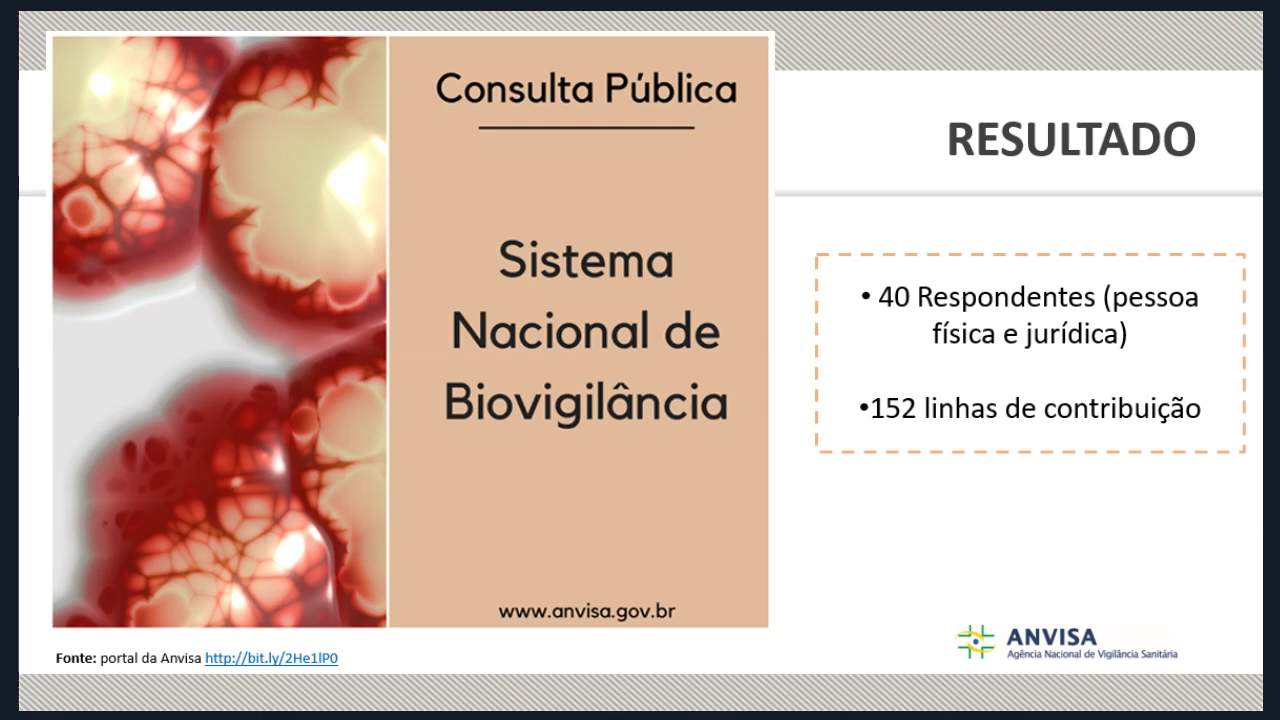 Consulta Pública
Sistema
Nacional de
Biovigilância
www.anvisa.gov.br
Fonte: portal da Anvisa http://bit.ly/2He1lP0
RESULTADO
• 40 Respondentes (pessoa
física e jurídica)
•152 linhas de contribuição
ANVISA
Agência Nacional de Vigilância Sanitária